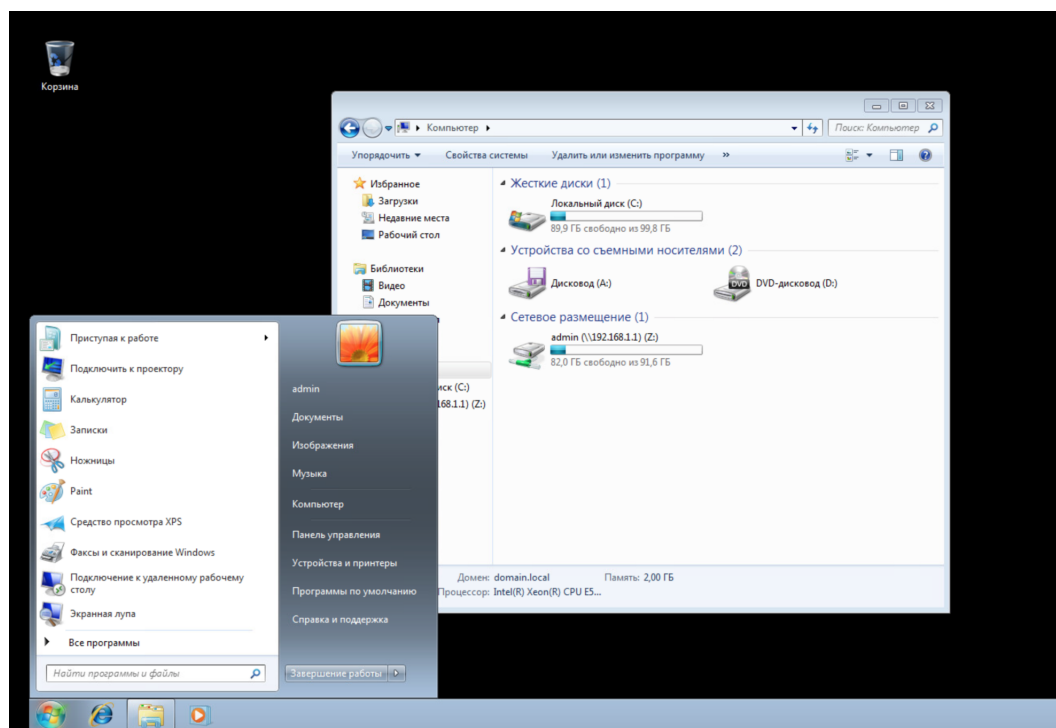 Корзина
Компьютер
Поиск: Компьютер
Упорядочить
Свойства системы
Удалить или изменить программу
»
Избранное
Загрузки
Недавние места
Рабочий стол
Библиотеки
Видео
Документы
Жесткие диски (1)
Локальный диск (C:)
89,9 ГБ свободно из 99,8 ГБ
Устройства со съемными носителями (2)
Дисковод (A:)
DVD-дисковод (D:)
Сетевое размещение (1)
admin (\\192.168.1.1) (Z:)
82,0 ГБ свободно из 91,6 ГБ
иск (C:)
168.1.1) (Z:)
Домен: domain.local
Память: 2,00 ГБ
Процессор: Intel(R) Xeon(R) CPU E5...
Приступая к работе
Подключить к проектору
Калькулятор
Записки
Ножницы
Paint
Средство просмотра XPS
Факсы и сканирование Windows
Подключение к удаленному рабочему
столу
Экранная лупа
Все программы
Найти программы и файлы
admin
Документы
Изображения
Музыка
Компьютер
Панель управления
Устройства и принтеры
Программы по умолчанию
Справка и поддержка
Завершение работы